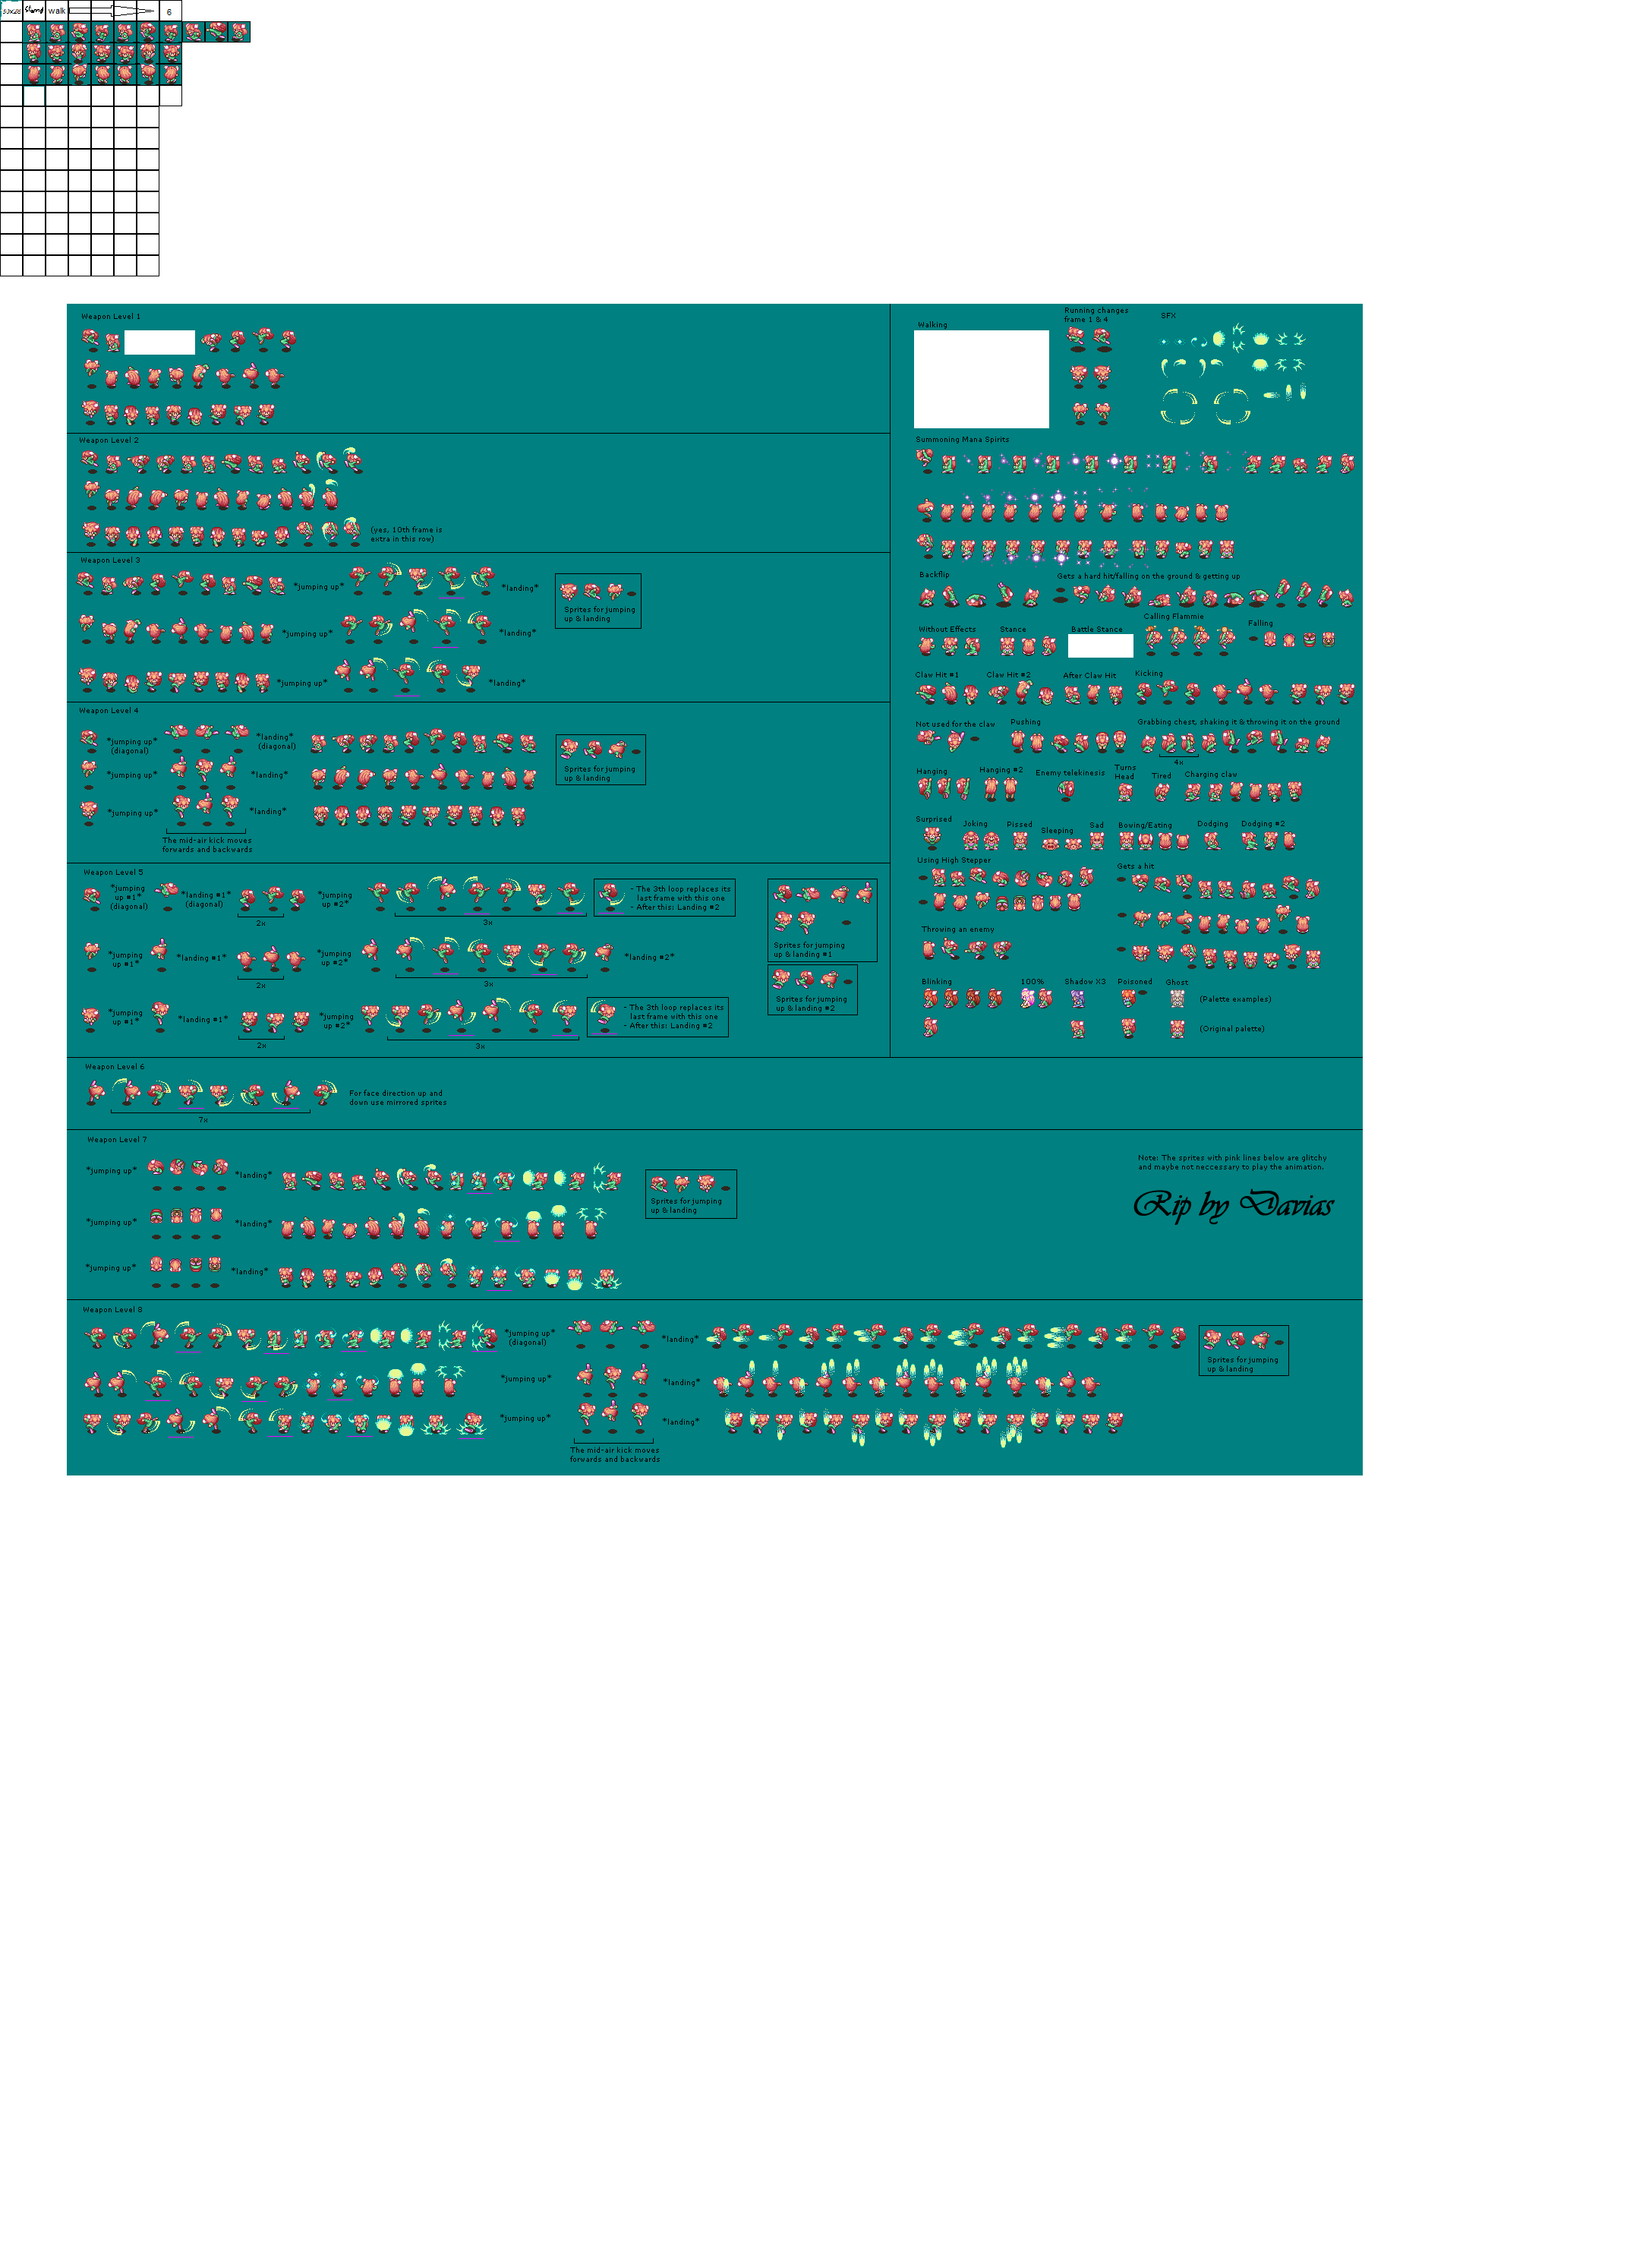 Stand walk 6
Weapon Level 1
Weapon Level 2
(yes, 10th frame is
extra in this row)
Weapon Level 3
*jumping up*
*landing*
Sprites for jumping
up & landing
*jumping up*
*landing*
*jumping up*
*landing*
Weapon Level 4
*jumping up*
(diagonal)
*landing*
(diagonal)
*jumping up*
*landing*
Sprites for jumping
up & landing
*jumping up*
*landing*
The mid-air kick moves
forwards and backwards
Weapon Level 5
*jumping
up #1*
(diagonal)
*landing #1*
(diagonal)
2x
*jumping
up #2*
3x
- The 3th loop replaces its
last frame with this one
- After this: Landing #2
Sprites for jumping
up & landing #1
*jumping
up #1*
*landing #1*
2x
*jumping
up #2*
3x
*landing #2*
Sprites for jumping
up & landing #2
*jumping
up #1*
*landing #1*
2x
*jumping
up #2*
3x
- The 3th loop replaces its
last frame with this one
- After this: Landing #2
Walking
Running changes
frame 1 & 4
SFX
Summoning Mana Spirits
Backflip
Gets a hard hit/falling on the ground & getting up
Without Effects
Stance
Battle Stance
Calling Flammie
Falling
Claw Hit #1
Claw Hit #2
After Claw Hit
Kicking
Not used for the claw
Pushing
Grabbing chest, shaking it & throwing it on the ground
4x
Hanging
Hanging #2
Enemy telekinesis
Turns
Head
Tired
Charging claw
Surprised
Joking
Pissed
Sleeping
Sad
Bowing/Eating
Dodging
Dodging #2
Using High Stepper
Gets a hit
Throwing an enemy
Blinking
100%
Shadow X3
Poisoned
Ghost
(Palette examples)
(Original palette)
Weapon Level 6
7x
For face direction up and
down use mirrored sprites
Weapon Level 7
*jumping up*
*landing*
Sprites for jumping
up & landing
*jumping up*
*landing*
*jumping up*
*landing*
Note: The sprites with pink lines below are glitchy
and maybe not neccessary to play the animation.
Rip by Davias
Weapon Level 8
*jumping up*
(diagonal)
*landing*
Sprites for jumping
up & landing
*jumping up*
*landing*
*jumping up*
*landing*
The mid-air kick moves
forwards and backwards